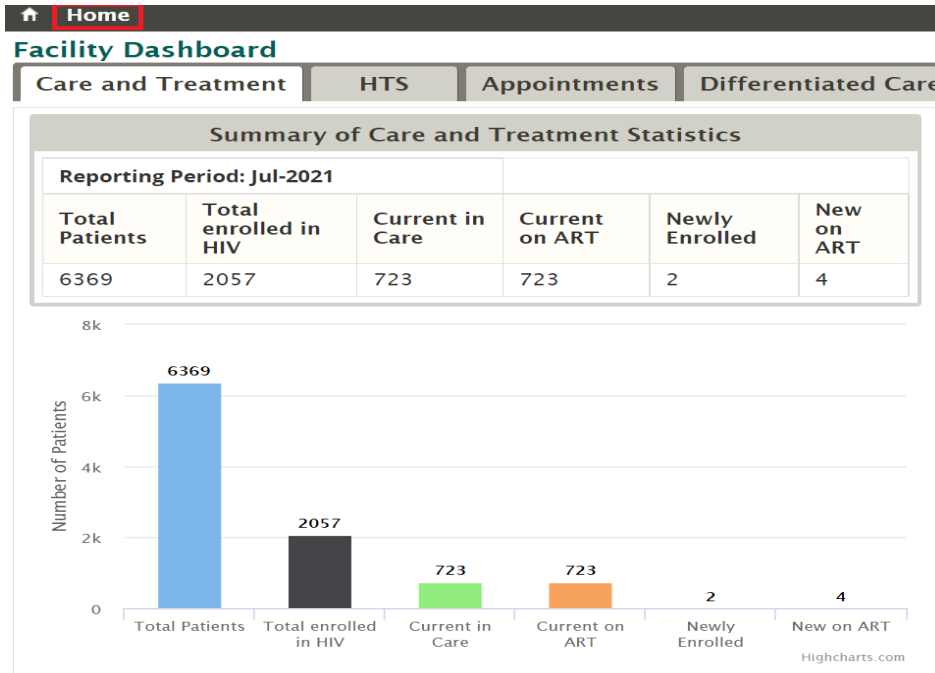 Home
Facility Dashboard
Care and Treatment HTS Appointments Differentiated Care
Summary of Care and Treatment Statistics
Reporting Period: Jul-2021
Total Patients Total enrolled in HIV Current in Care Current on ART Newly Enrolled New on ART
6369 2057 723 723 2 4
8k
6k
4k
2k
0
Number of Patients
6369
2057
723
723
2
4
Total Patients Total enrolled in HIV Current in Care Current on ART Newly Enrolled New on ART
Highcharts.com